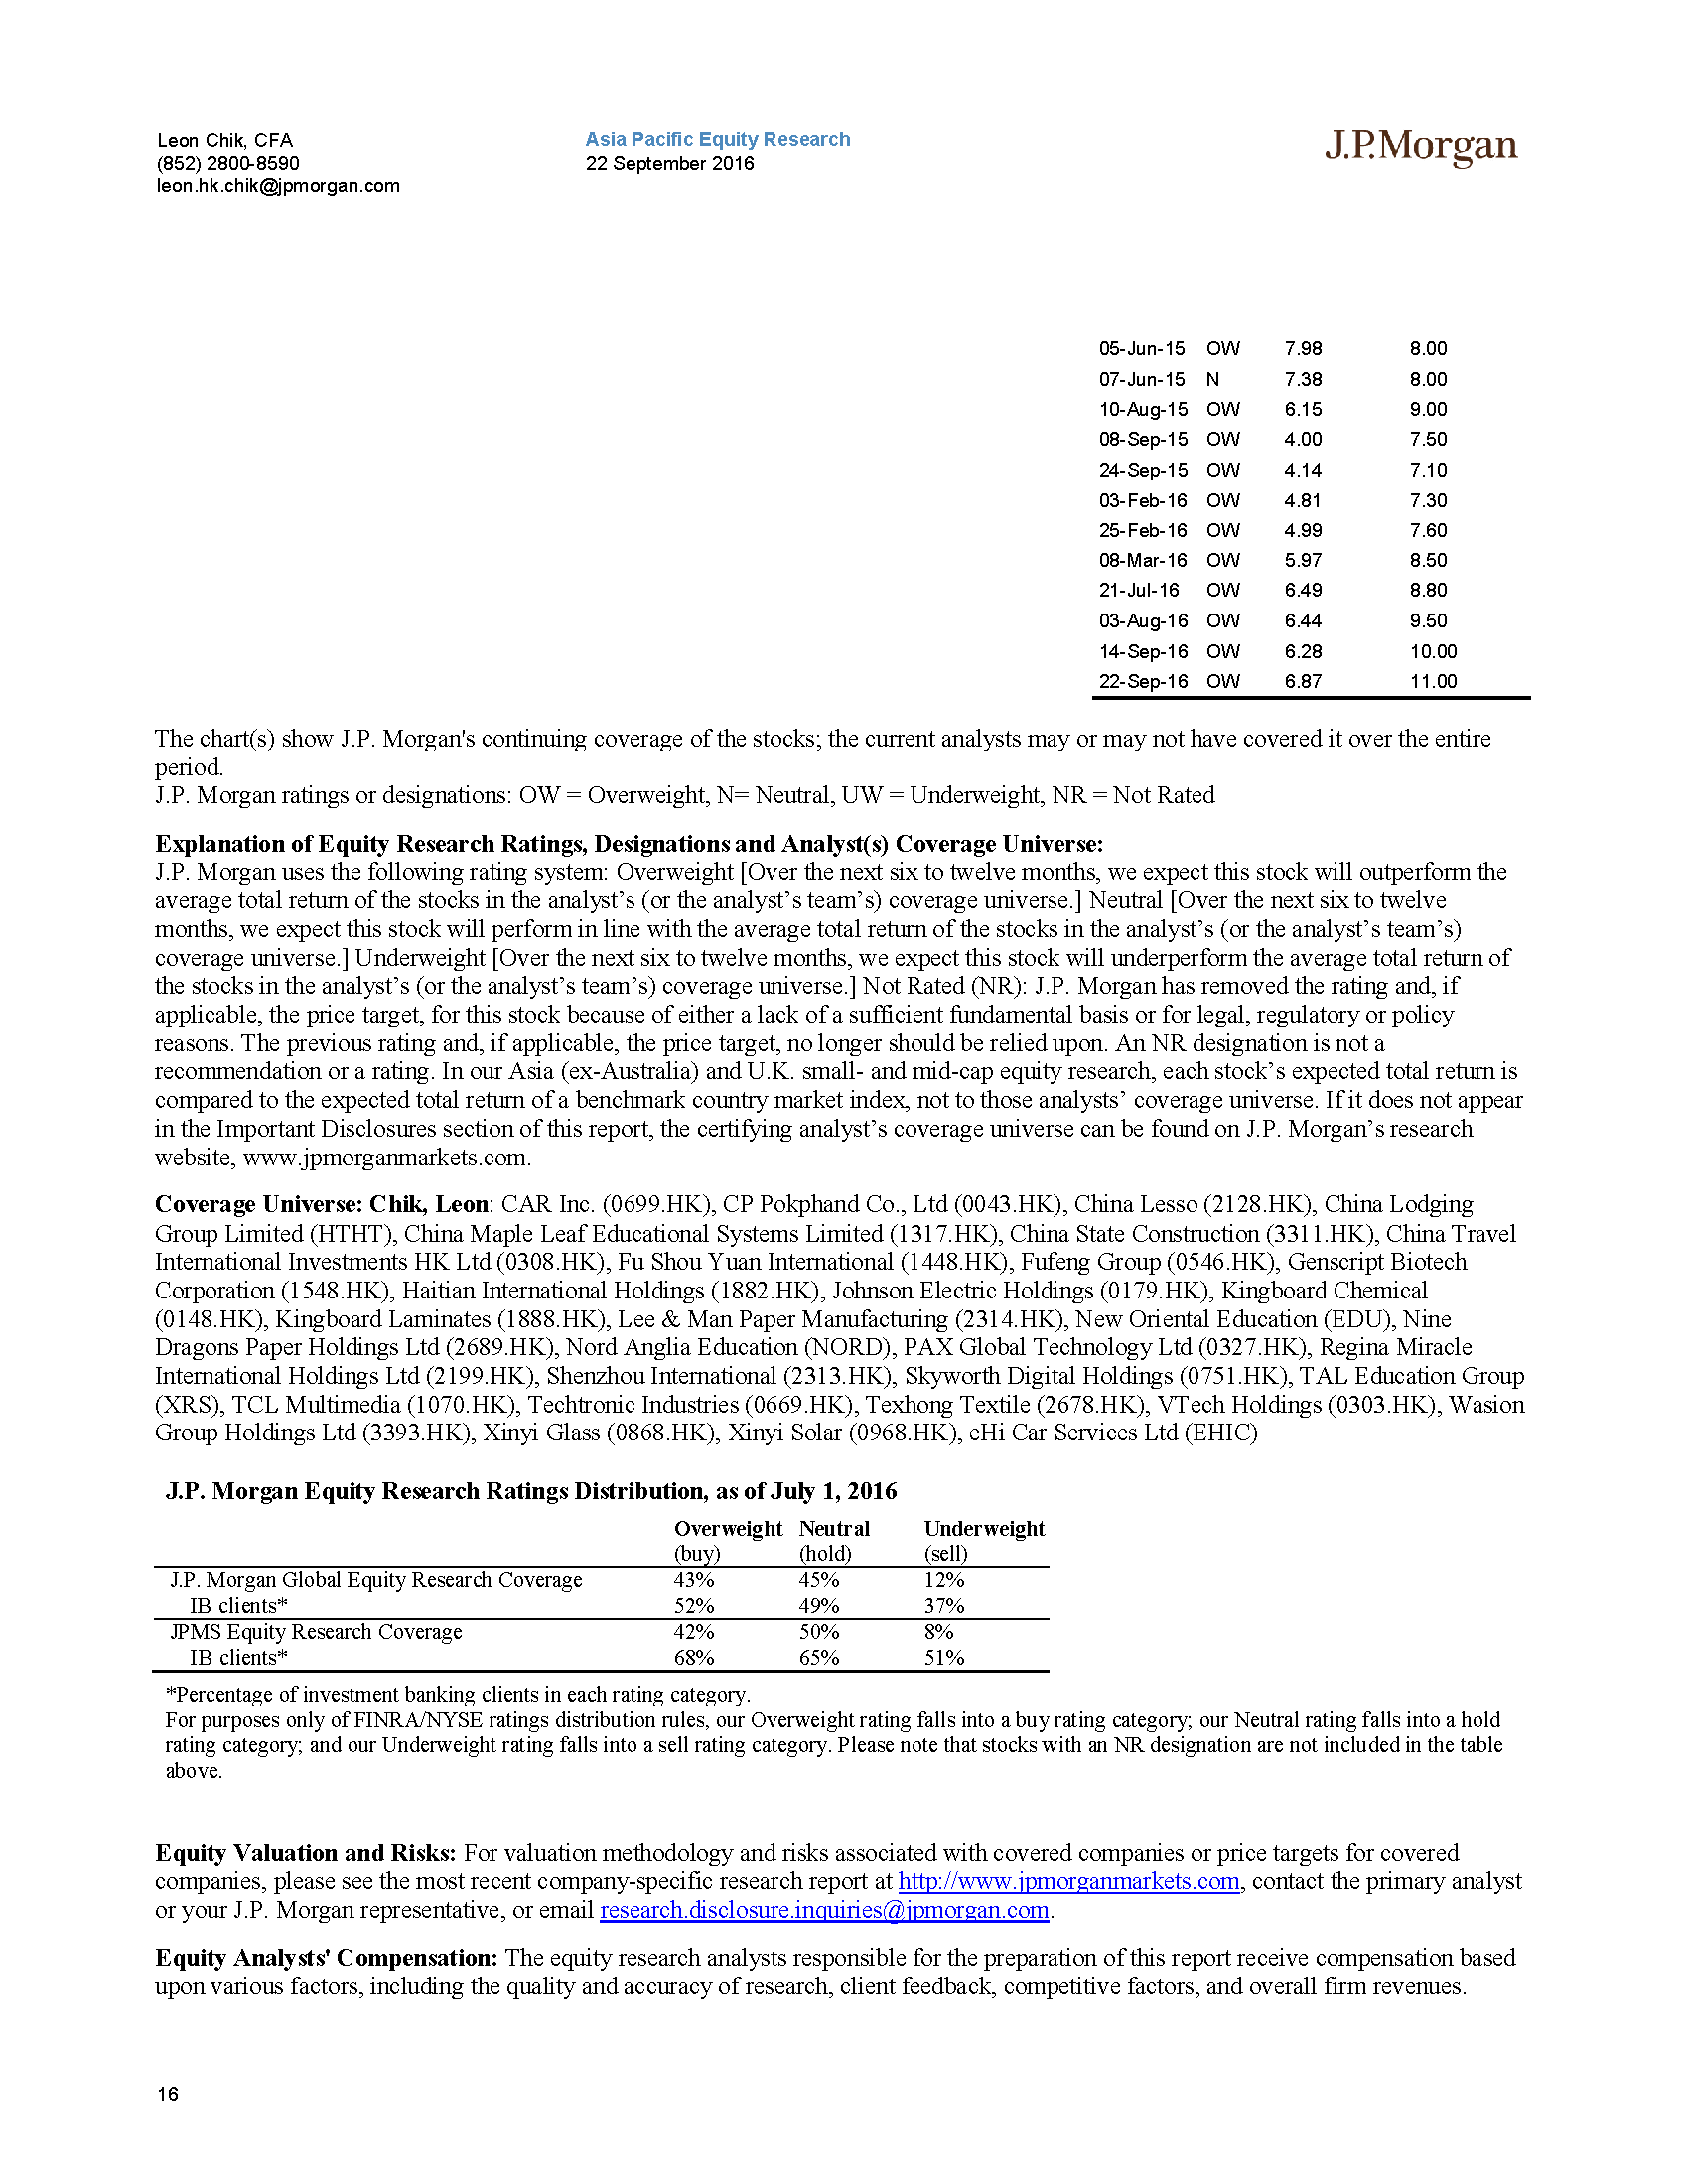 Leon Chik, CFA
(852) 2800-8590
leon.hk.chik@jpmorgan.com
Asia Pacific Equity Research
22 September 2016
J.P.Morgan
05-Jun-15 OW 7.98 8.00
07-Jun-15 N 7.38 8.00
10-Aug-15 OW 6.15 9.00
08-Sep-15 OW 4.00 7.50
24-Sep-15 OW 4.14 7.10
03-Feb-16 OW 4.81 7.30
25-Feb-16 OW 4.99 7.60
08-Mar-16 OW 5.97 8.50
21-Jul-16 OW 6.49 8.80
03-Aug-16 OW 6.44 9.50
14-Sep-16 OW 6.28 10.00
22-Sep-16 OW 6.87 11.00
The chart(s) show J.P. Morgan's continuing coverage of the stocks; the current analysts may or may not have covered it over the entire
period.
J.P. Morgan ratings or designations: OW = Overweight, N= Neutral, UW = Underweight, NR = Not Rated
Explanation of Equity Research Ratings, Designations and Analyst(s) Coverage Universe:
J.P. Morgan uses the following rating system: Overweight [Over the next six to twelve months, we expect this stock will outperform the
average total return of the stocks in the analyst’s (or the analyst’s team’s) coverage universe.] Neutral [Over the next six to twelve
months, we expect this stock will perform in line with the average total return of the stocks in the analyst’s (or the analyst’s team’s)
coverage universe.] Underweight [Over the next six to twelve months, we expect this stock will underperform the average total return of
the stocks in the analyst’s (or the analyst’s team’s) coverage universe.] Not Rated (NR): J.P. Morgan has removed the rating and, if
applicable, the price target, for this stock because of either a lack of a sufficient fundamental basis or for legal, regulatory or policy
reasons. The previous rating and, if applicable, the price target, no longer should be relied upon. An NR designation is not a
recommendation or a rating. In our Asia (ex-Australia) and U.K. small- and mid-cap equity research, each stock’s expected total return is
compared to the expected total return of a benchmark country market index, not to those analysts’ coverage universe. If it does not appear
in the Important Disclosures section of this report, the certifying analyst’s coverage universe can be found on J.P. Morgan’s research
website, www.jpmorganmarkets.com.
Coverage Universe: Chik, Leon: CAR Inc. (0699.HK), CP Pokphand Co., Ltd (0043.HK), China Lesso (2128.HK), China Lodging
Group Limited (HTHT), China Maple Leaf Educational Systems Limited (1317.HK), China State Construction (3311.HK), China Travel
International Investments HK Ltd (0308.HK), Fu Shou Yuan International (1448.HK), Fufeng Group (0546.HK), Genscript Biotech
Corporation (1548.HK), Haitian International Holdings (1882.HK), Johnson Electric Holdings (0179.HK), Kingboard Chemical
(0148.HK), Kingboard Laminates (1888.HK), Lee & Man Paper Manufacturing (2314.HK), New Oriental Education (EDU), Nine
Dragons Paper Holdings Ltd (2689.HK), Nord Anglia Education (NORD), PAX Global Technology Ltd (0327.HK), Regina Miracle
International Holdings Ltd (2199.HK), Shenzhou International (2313.HK), Skyworth Digital Holdings (0751.HK), TAL Education Group
(XRS), TCL Multimedia (1070.HK), Techtronic Industries (0669.HK), Texhong Textile (2678.HK), VTech Holdings (0303.HK), Wasion
Group Holdings Ltd (3393.HK), Xinyi Glass (0868.HK), Xinyi Solar (0968.HK), eHi Car Services Ltd (EHIC)
J.P. Morgan Equity Research Ratings Distribution, as of July 1, 2016
Overweight Neutral Underweight
(buy) (hold) (sell)
J.P. Morgan Global Equity Research Coverage 43% 45% 12%
IB clients* 52% 49% 37%
JPMS Equity Research Coverage 42% 50% 8%
IB clients* 68% 65% 51%
*Percentage of investment banking clients in each rating category.
For purposes only of FINRA/NYSE ratings distribution rules, our Overweight rating falls into a buy rating category; our Neutral rating falls into a hold
rating category; and our Underweight rating falls into a sell rating category. Please note that stocks with an NR designation are not included in the table
above.
Equity Valuation and Risks: For valuation methodology and risks associated with covered companies or price targets for covered
companies, please see the most recent company-specific research report at http://www.jpmorganmarkets.com, contact the primary analyst
or your J.P. Morgan representative, or email research.disclosure.inquiries@jpmorgan.com.
Equity Analysts' Compensation: The equity research analysts responsible for the preparation of this report receive compensation based
upon various factors, including the quality and accuracy of research, client feedback, competitive factors, and overall firm revenues.
16